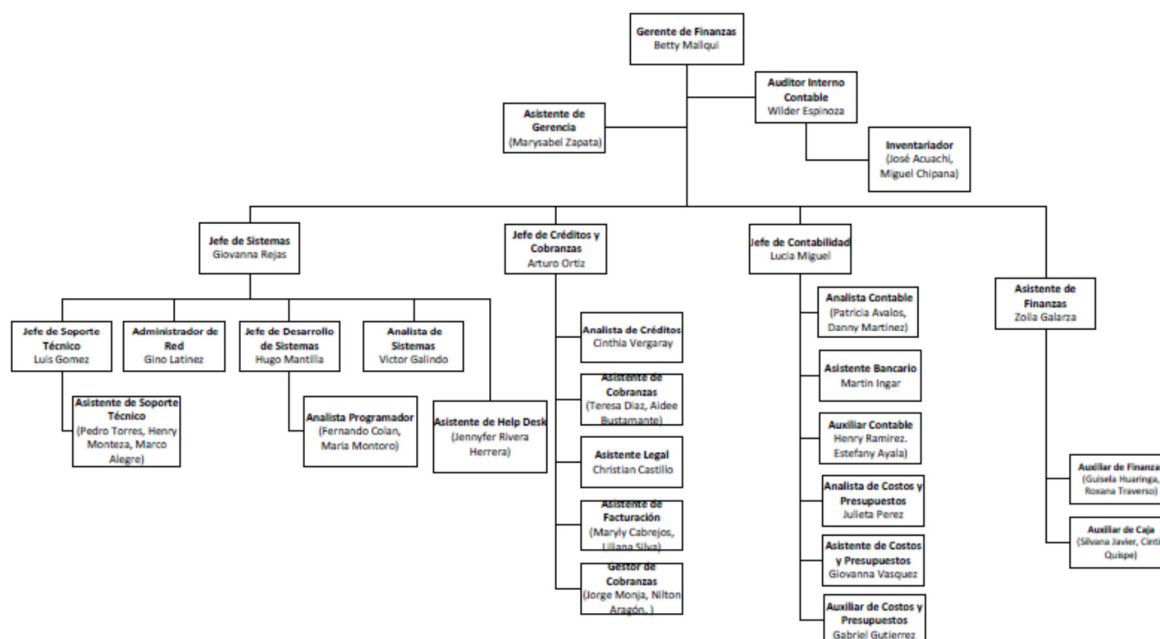 Gerente de Finanzas
Betty Mallqui
Auditor Interno
Contable
Wilder Espinoza
Asistente de
Gerencia
(Marysabel Zapata)
Inventariador
(José Acuachi,
Miguel Chipana)
Jefe de Sistemas
Giovanna Rejas
Jefe de Créditos y
Cobranzas
Arturo Ortiz
Jefe de Contabilidad
Lucia Miguel
Asistente de
Finanzas
Zoila Galarza
Jefe de Soporte
Técnico
Luis Gomez
Administrador de
Red
Gino Latinez
Jefe de Desarrollo
de Sistemas
Hugo Mantilla
Analista de
Sistemas
Victor Galindo
Asistente de Soporte
Técnico
(Pedro Torres, Henry
Monteza, Marco
Alegre)
Analista Programador
(Fernando Colan,
Maria Montoro)
Asistente de Help Desk
(Jennyfer Rivera
Herrera)
Analista de Créditos
Cinthia Vergaray
Asistente de
Cobranzas
(Teresa Diaz, Aidee
Bustamante)
Asistente Legal
Christian Castillo
Asistente de
Facturación
(Maryly Cabrejos,
Liliana Silva)
Gestor de
Cobranzas
(Jorge Monja, Nilton
Aragón, )
Analista Contable
(Patricia Avalos,
Danny Martinez)
Asistente Bancario
Martin Ingar
Auxiliar Contable
Henry Ramirez.
Estefany Ayala)
Analista de Costos y
Presupuestos
Julieta Perez
Asistente de Costos
y Presupuestos
Giovanna Vasquez
Auxiliar de Costos y
Presupuestos
Gabriel Gutierrez
Auxiliar de Finanza
(Guisela Huaringa,
Roxana Traverso)
Auxiliar de Caja
(Silvana Javier, Cinti
Quispe)